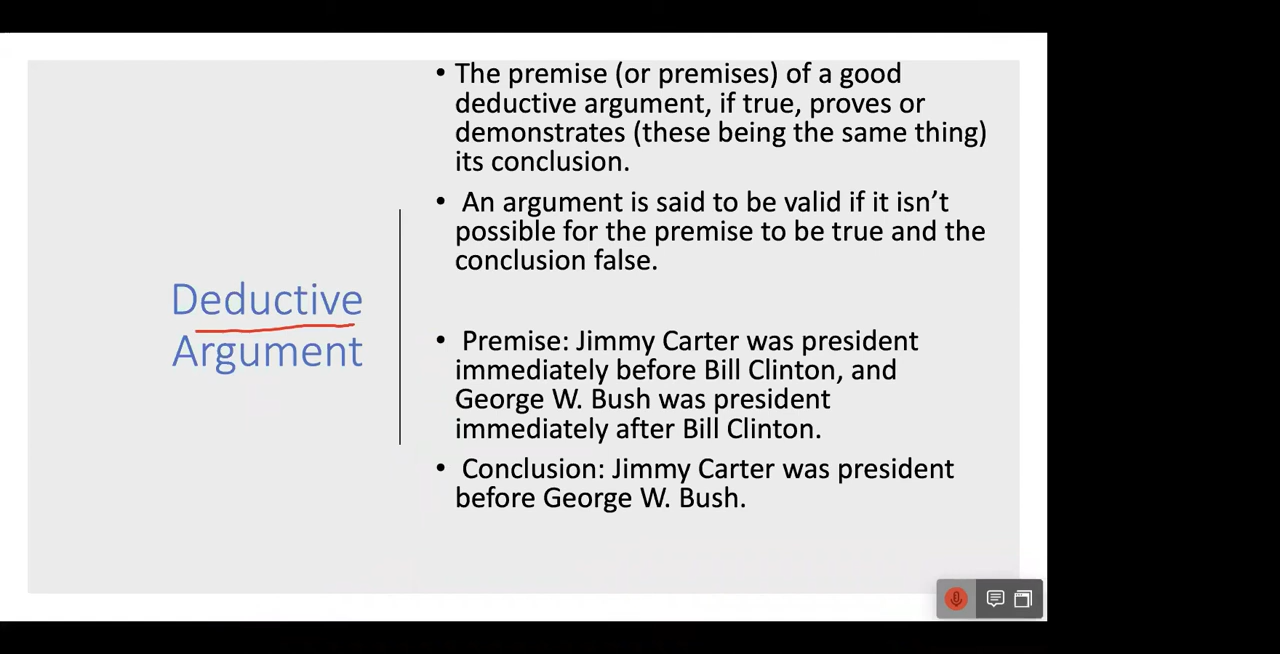 Deductive
Argument
• The premise (or premises) of a good
deductive argument, if true, proves or
demonstrates (these being the same thing)
its conclusion.
• An argument is said to be valid if it isn’t
possible for the premise to be true and the
conclusion false.
• Premise: Jimmy Carter was president
immediately before Bill Clinton, and
George W. Bush was president
immediately after Bill Clinton.
• Conclusion: Jimmy Carter was president
before George W. Bush.